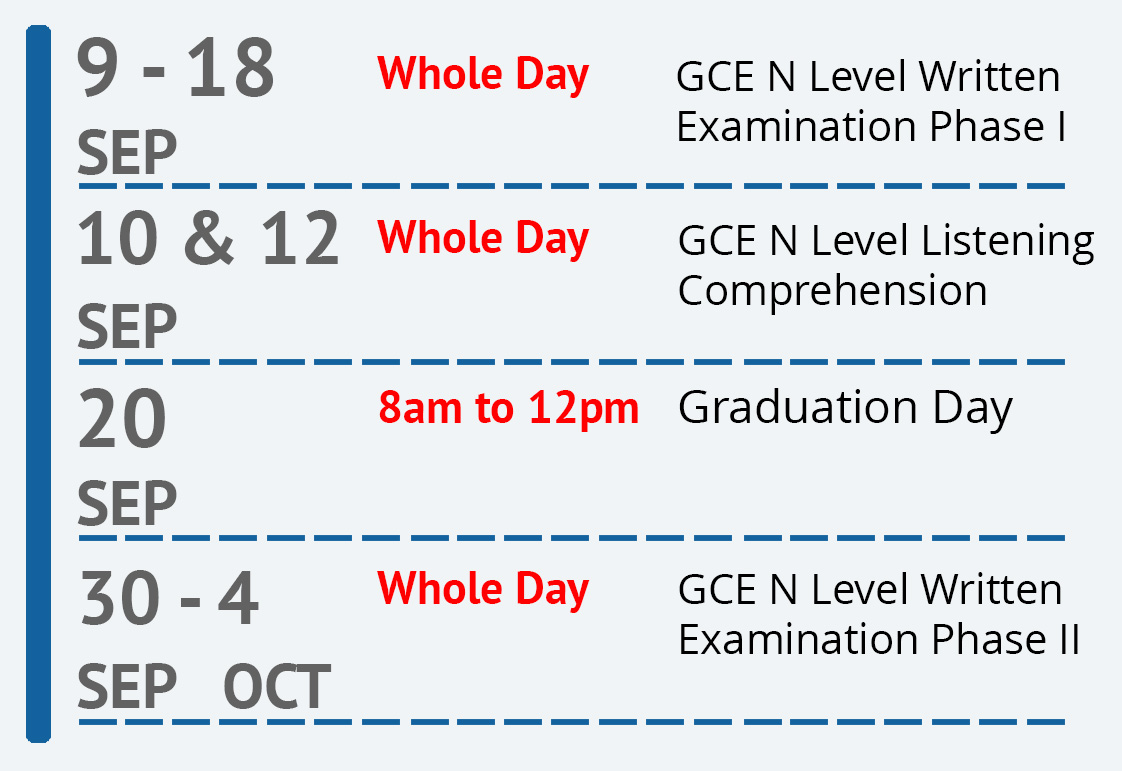 9 - 18 Whole Day GCE N Level Written
Examination Phase I
SEP
10 & 12 Whole Day GCE N Level Listening
Comprehension
SEP
20 8am to 12pm Graduation Day
SEP
30 - 4 Whole Day GCE N Level Written
Examination Phase II
SEP OCT